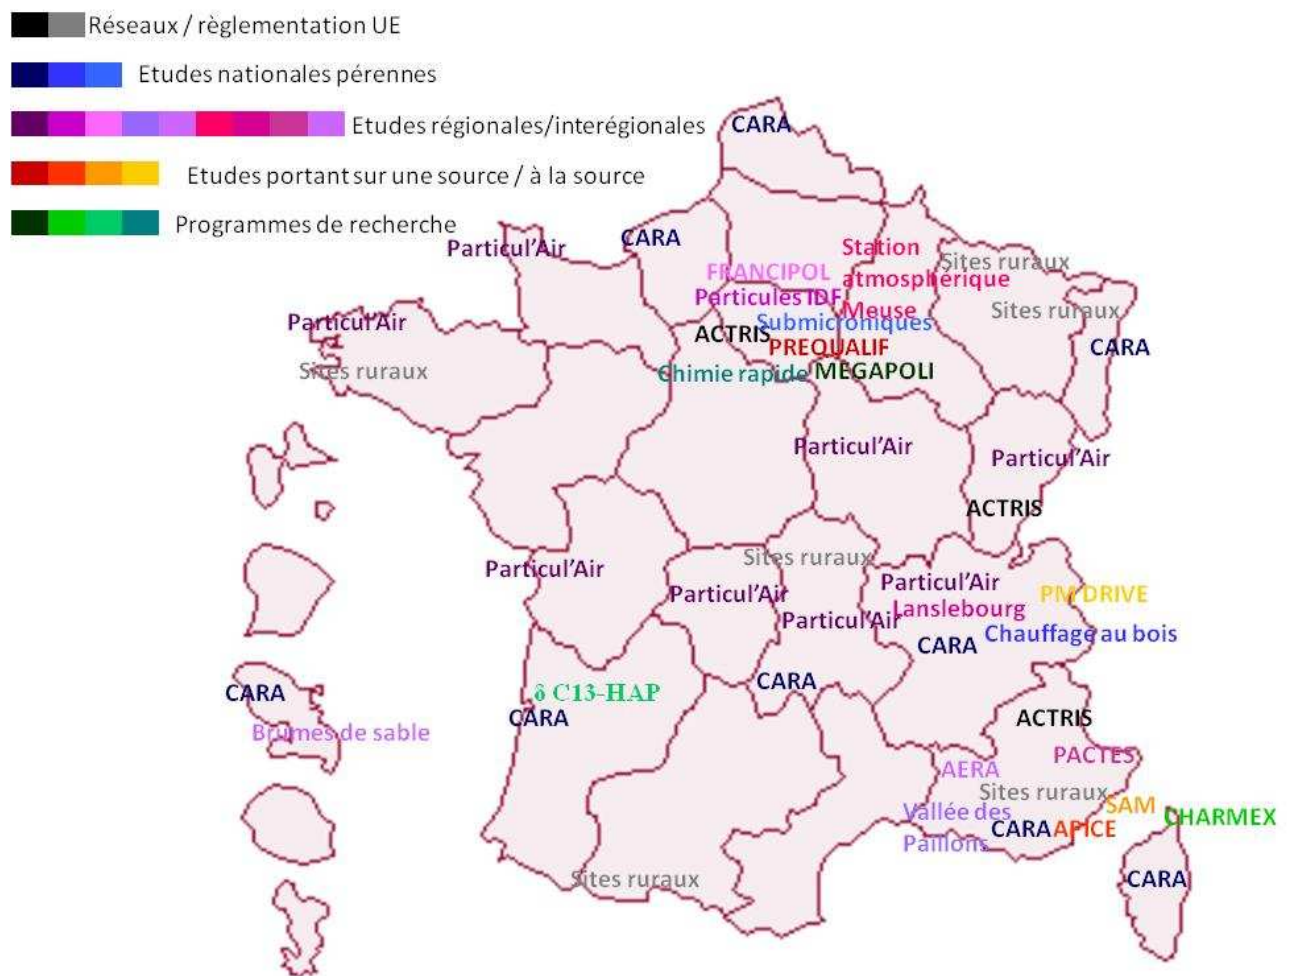 Réseaux / règlementation UE
Etudes nationales pérennes
Etudes régionales/interégionales
Etudes portant sur une source / à la source
Programmes de recherche
CARA
Particul'Air
CARA
Station
atmosphérique
Meuse
Sites ruraux
FRANCIPOL
Particules IDF
Sites ruraux
Particul'Air
Submicroniques
ACTRIS
PREQUALIF
CARA
Sites ruraux
Chimie rapide
MEGAPOLI
Particul'Air
Particul'Air
ACTRIS
Sites ruraux
Particul'Air
Particul'Air
PM DRIVE
Particul'Air
Lanslebourg
Particul'Air
Chauffage au bois
CARA
CARA
CARA
δ C13-HAP
CARA
ACTRIS
Brumes de sable
PACTES
AERA
Sites ruraux
SAM
Vallée des
Paillons
CARA
APICE
CHARMEX
Sites ruraux
CARA